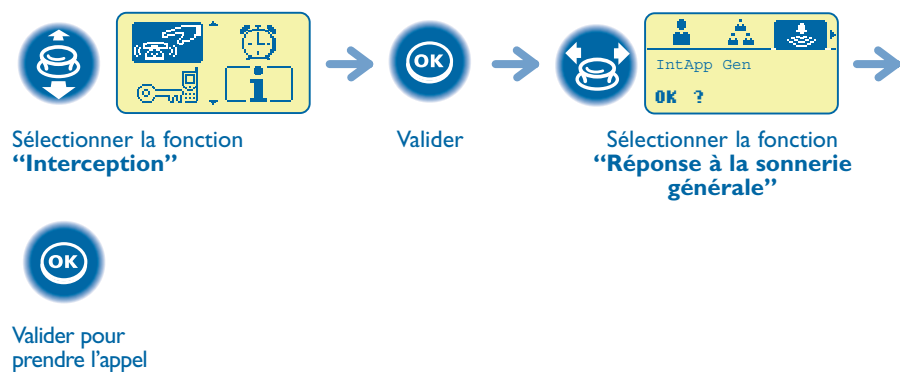 OK
IntApp Gen
OK ?
Sélectionner la fonction
“Interception”
Valider
Sélectionner la fonction
“Réponse à la sonnerie
générale”
OK
Valider pour
prendre l’appel